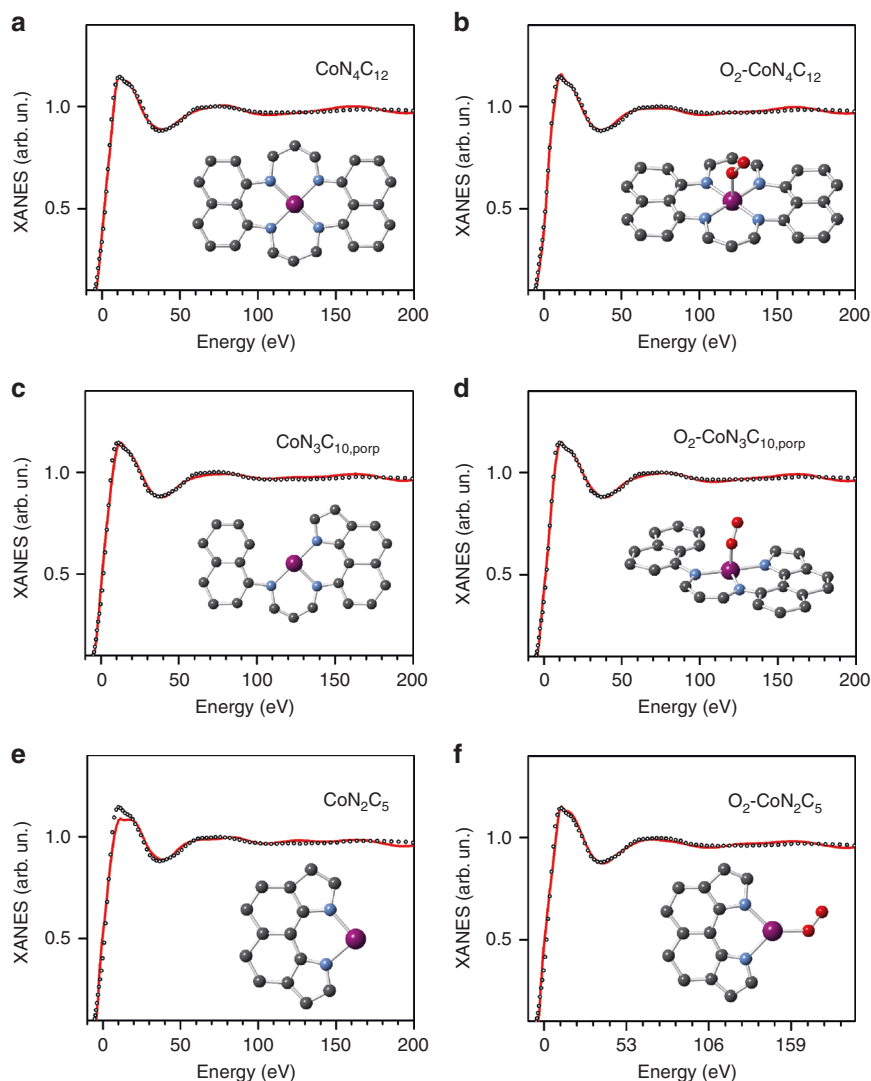 a
CoN₄C₁₂
XANES (arb. un.)
1.0
0.5
0 50 100 150 200
Energy (eV)
b
O₂-CoN₄C₁₂
XANES (arb. un.)
1.0
0.5
0 50 100 150 200
Energy (eV)
c
CoN₃C₁₀,ₚₒᵣₚ
XANES (arb. un.)
1.0
0.5
0 50 100 150 200
Energy (eV)
d
O₂-CoN₃C₁₀,ₚₒᵣₚ
XANES (arb. un.)
1.0
0.5
0 50 100 150 200
Energy (eV)
e
CoN₂C₅
XANES (arb. un.)
1.0
0.5
0 50 100 150 200
Energy (eV)
f
O₂-CoN₂C₅
XANES (arb. un.)
1.0
0.5
0 53 106 159
Energy (eV)